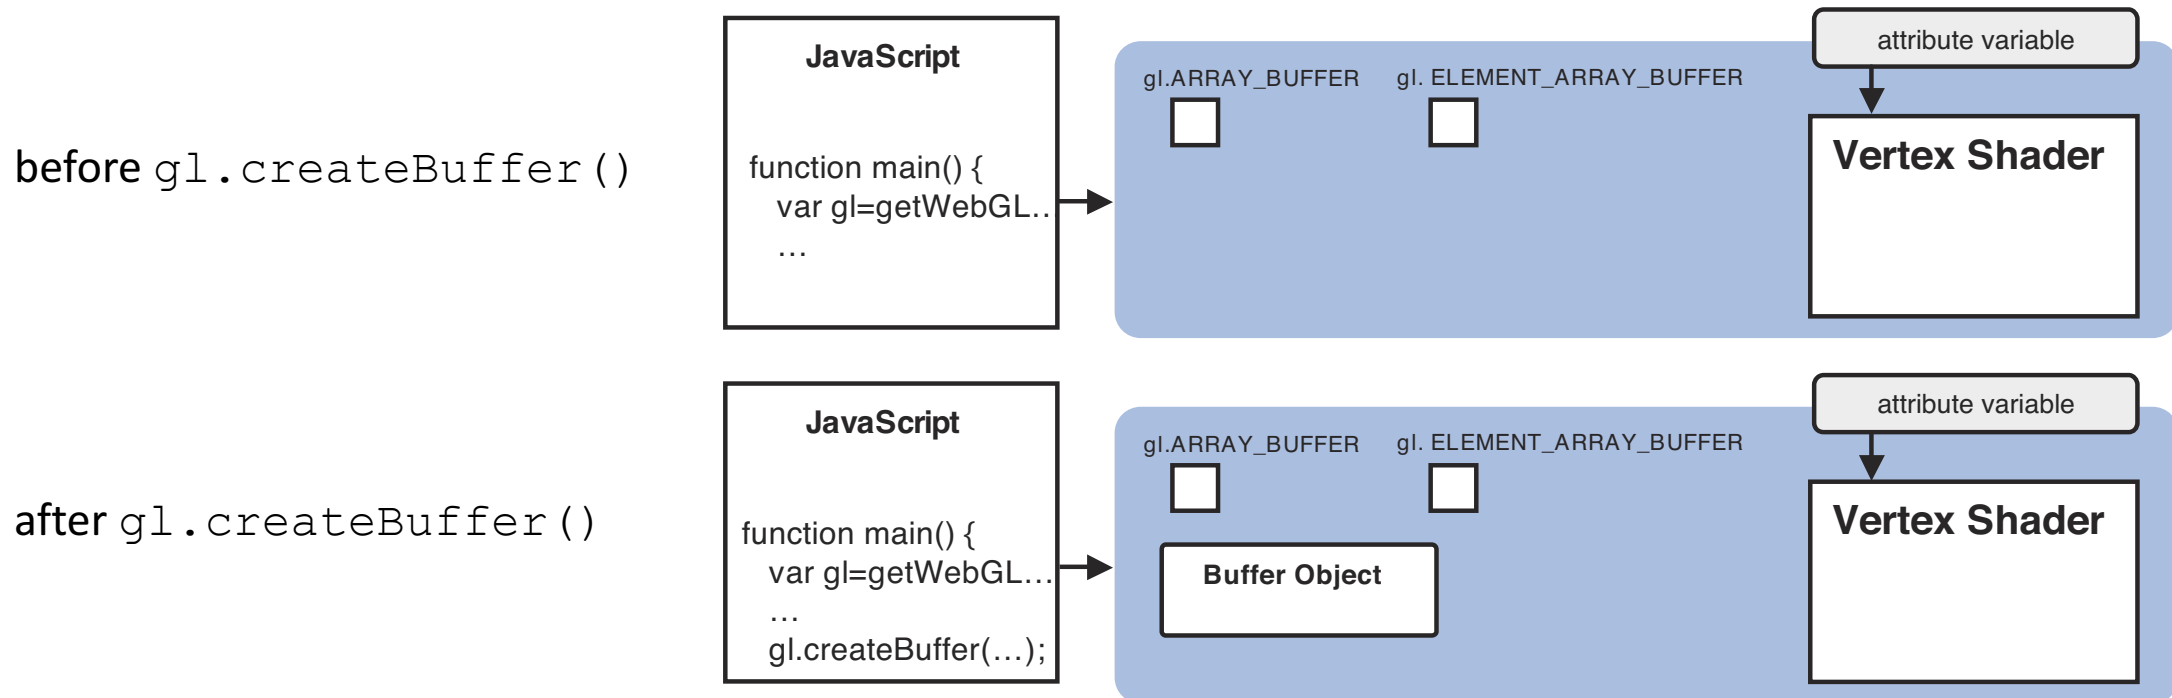 before gl.createBuffer()
JavaScript
function main() {
var gl=getWebGL…
…
gl.ARRAY_BUFFER
gl. ELEMENT_ARRAY_BUFFER
attribute variable
Vertex Shader
after gl.createBuffer()
JavaScript
function main() {
var gl=getWebGL…
…
gl.createBuffer(…);
gl.ARRAY_BUFFER
gl. ELEMENT_ARRAY_BUFFER
Buffer Object
attribute variable
Vertex Shader